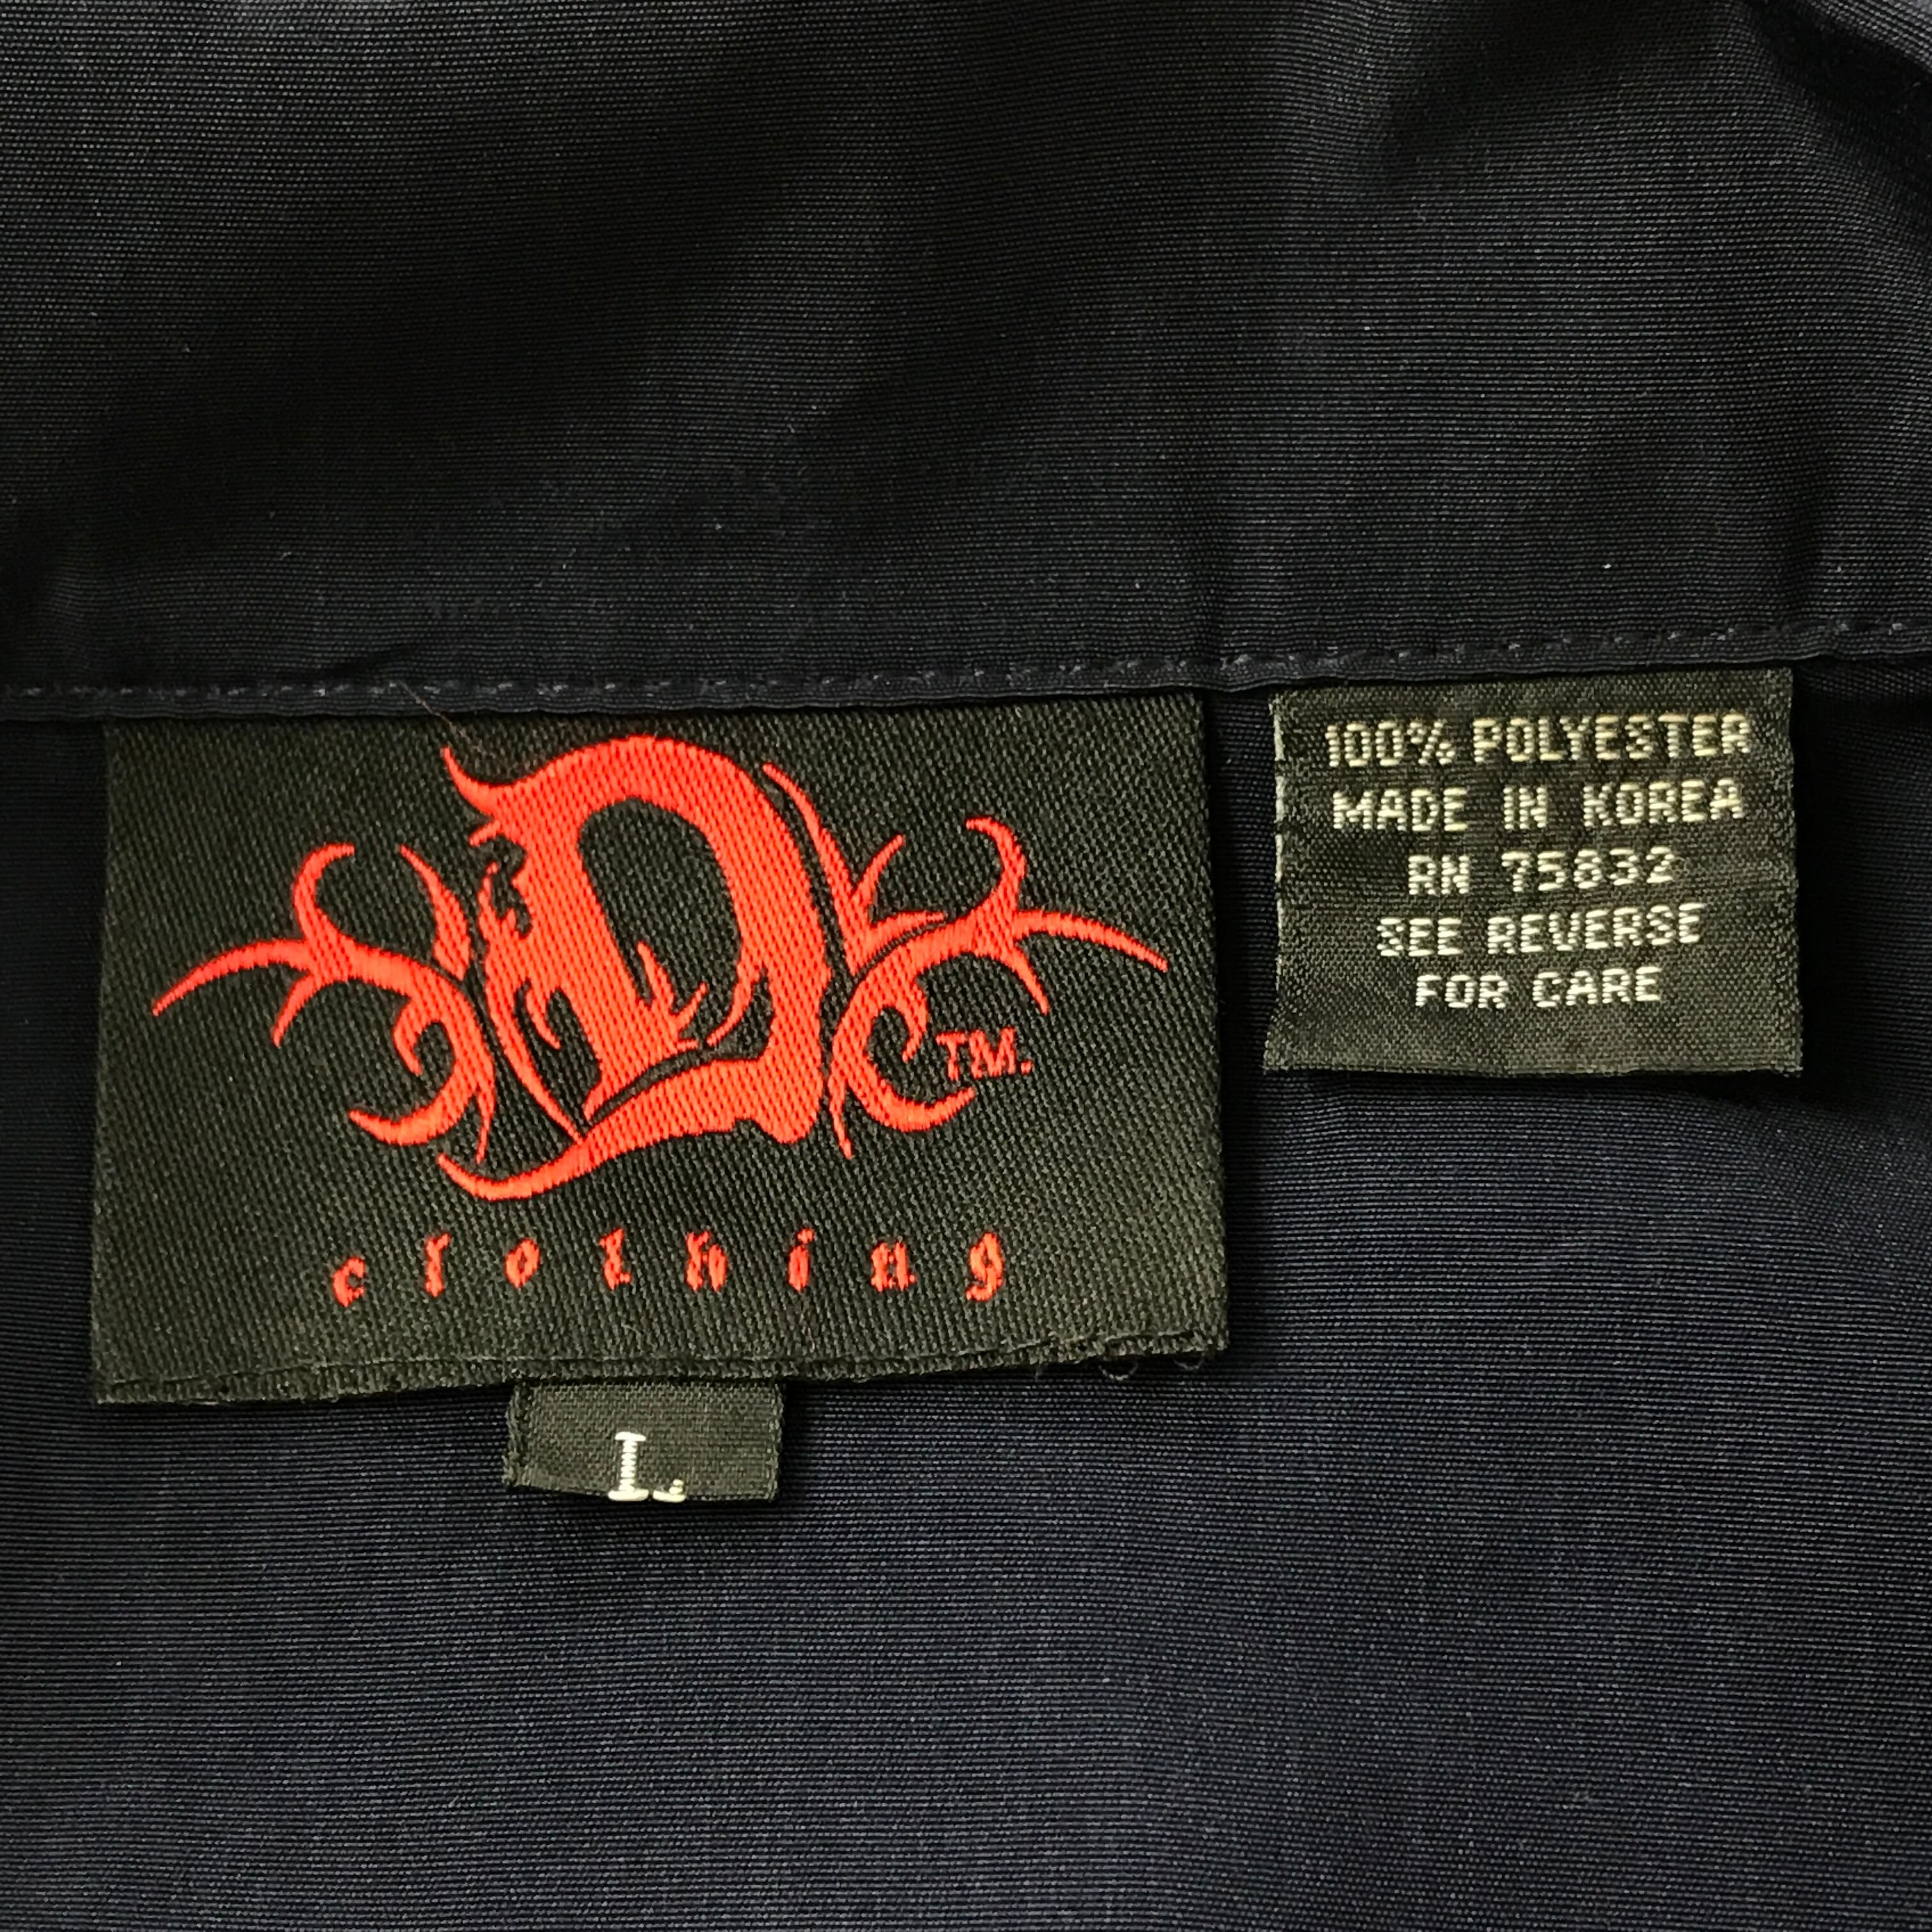 D
TM.
clothing
L
100% POLYESTER
MADE IN KOREA
RN 75832
SEE REVERSE
FOR CARE